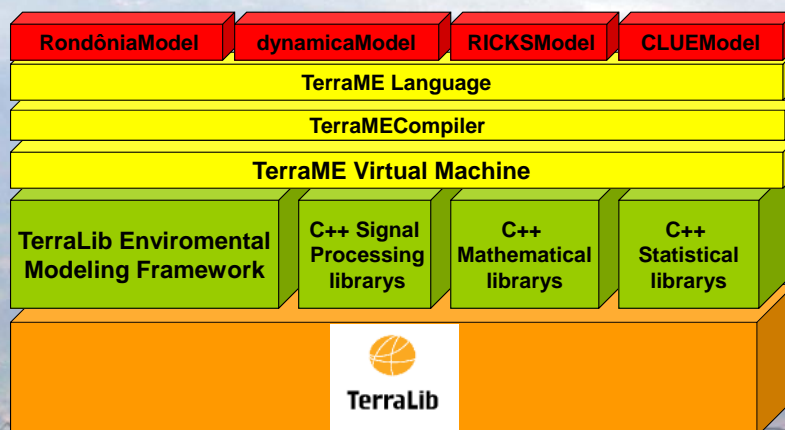 RondôniaModel
dynamicaModel
RICKSModel
CLUEModel
TerraME Language
TerraMECompiler
TerraME Virtual Machine
TerraLib Enviromental
Modeling Framework
C++ Signal
Processing
librarys
C++
Mathematical
librarys
C++
Statistical
librarys
TerraLib